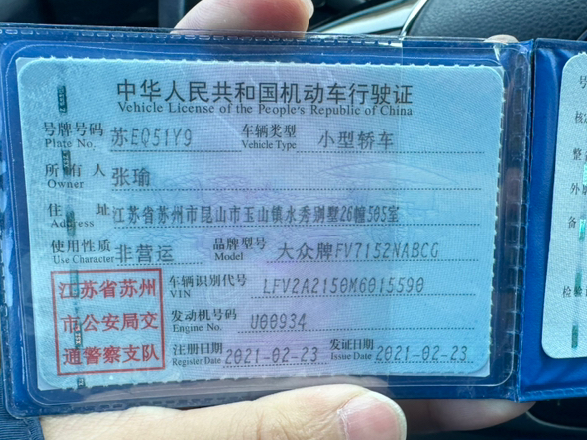 中华人民共和国机动车行驶证
Vehicle License of the People's Republic of China
号牌号码 Plate No. 苏EQ51Y9 车辆类型 Vehicle Type 小型轿车
所有人 Owner 张瑜
住址 Address 江苏省苏州市昆山市玉山镇水秀别墅26幢505室
使用性质 Use Character 非营运 品牌型号 Model 大众牌FV7152NABCG
车辆识别代号 VIN LFV2A2150M6015590
发动机号码 Engine No. U00934
注册日期 Register Date 2021-02-23 发证日期 Issue Date 2021-02-23
江苏省苏州
市公安局交
通警察支队